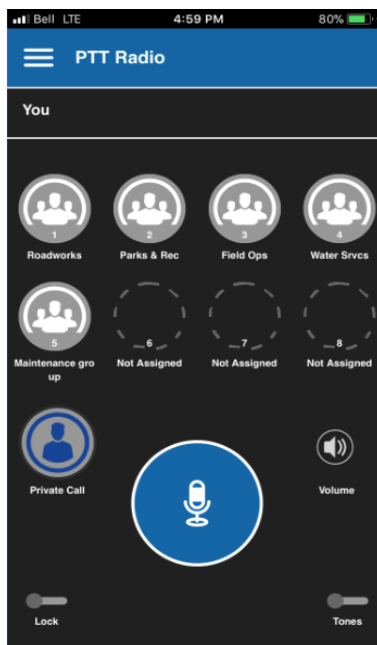 Bell LTE 4:59 PM 80%
PTT Radio
You
1 2 3 4
Roadworks Parks & Rec Field Ops Water Srvcs
5 6 7 8
Maintenance gro Not Assigned Not Assigned Not Assigned
up
Private Call Volume
Lock Tones